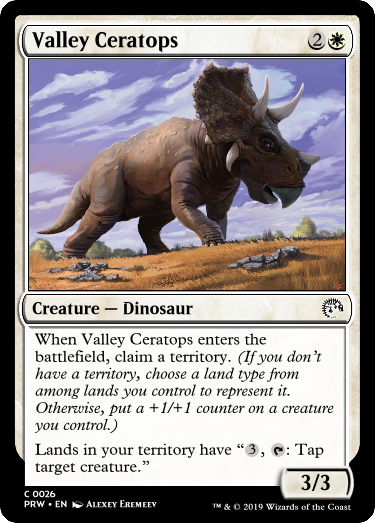 Valley Ceratops 2
Creature — Dinosaur
When Valley Ceratops enters the
battlefield, claim a territory. (If you don't
have a territory, choose a land type from
among lands you control to represent it.
Otherwise, put a +1/+1 counter on a creature
you control.)
Lands in your territory have “3, : Tap
target creature.”
3/3
C 0026
PRW • EN Alexey Eremeev
™ & © 2019 Wizards of the Coast